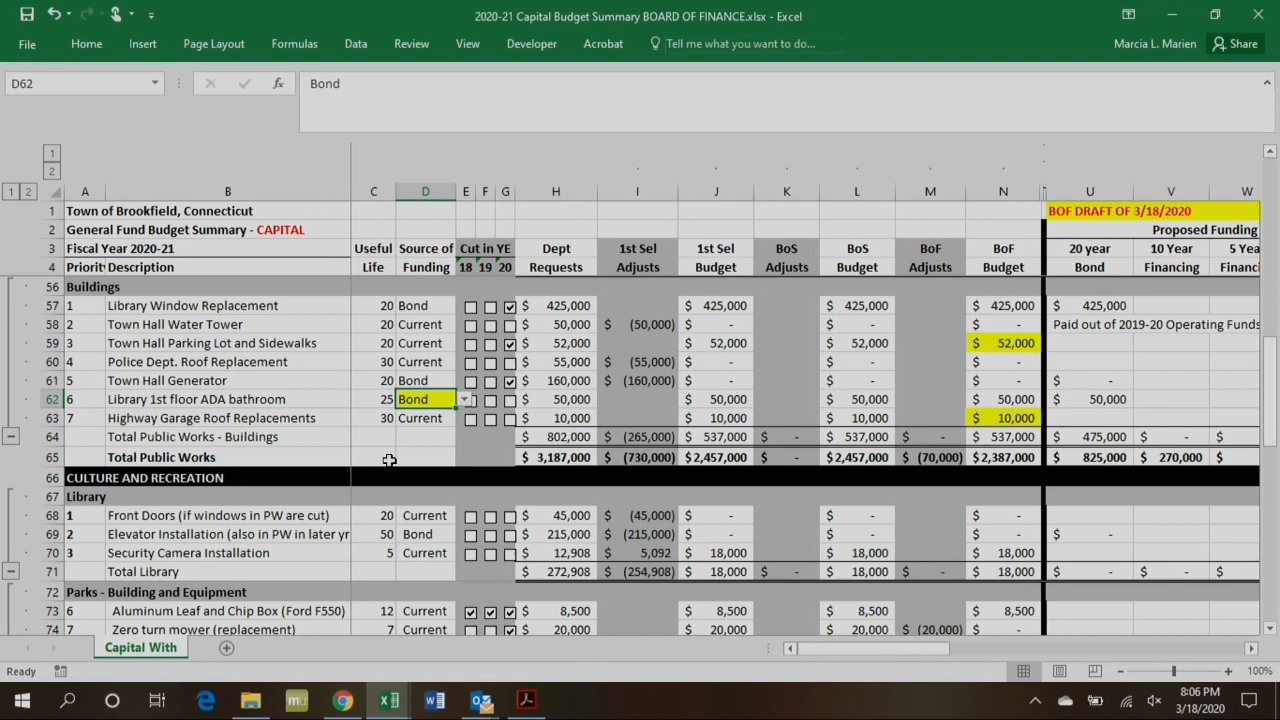 2020-21 Capital Budget Summary BOARD OF FINANCE.xlsx - Excel
File Home Insert Page Layout Formulas Data Review View Developer Acrobat Tell me what you want to do... Marcia L. Marien Share
D62 fx Bond
1
2
1 2 A B C D E F G H I J K L M N U V W
1 Town of Brookfield, Connecticut BOF DRAFT OF 3/18/2020
2 General Fund Budget Summary - CAPITAL Proposed Funding
3 Fiscal Year 2020-21 Useful Source of Cut in YE Dept 1st Sel 1st Sel BoS BoS BoF BoF 20 year 10 Year 5 Yea
4 Priorit Description Life Funding 18 19 20 Requests Adjusts Budget Adjusts Budget Adjusts Budget Bond Financing Financi
56 Buildings
57 1 Library Window Replacement 20 Bond $ 425,000 $ 425,000 $ 425,000 $ 425,000 $ 425,000
58 2 Town Hall Water Tower 20 Current $ 50,000 $ (50,000) $ - $ - $ - Paid out of 2019-20 Operating Funds
59 3 Town Hall Parking Lot and Sidewalks 20 Current $ 52,000 $ 52,000 $ 52,000 $ 52,000
60 4 Police Dept. Roof Replacement 30 Current $ 55,000 $ (55,000) $ - $ - $ -
61 5 Town Hall Generator 20 Bond $ 160,000 $ (160,000) $ - $ - $ - $ -
62 6 Library 1st floor ADA bathroom 25 Bond $ 50,000 $ 50,000 $ 50,000 $ 50,000 $ 50,000
63 7 Highway Garage Roof Replacements 30 Current $ 10,000 $ 10,000 $ 10,000 $ 10,000
64 Total Public Works - Buildings $ 802,000 $ (265,000) $ 537,000 $ - $ 537,000 $ - $ 537,000 $ 475,000 $ - $
65 Total Public Works $ 3,187,000 $ (730,000) $ 2,457,000 $ - $ 2,457,000 $ (70,000) $ 2,387,000 $ 825,000 $ 270,000 $
66 CULTURE AND RECREATION
67 Library
68 1 Front Doors (if windows in PW are cut) 20 Current $ 45,000 $ (45,000) $ - $ - $ -
69 2 Elevator Installation (also in PW in later yr 50 Bond $ 215,000 $ (215,000) $ - $ - $ - $ -
70 3 Security Camera Installation 5 Current $ 12,908 $ 5,092 $ 18,000 $ 18,000 $ 18,000
71 Total Library $ 272,908 $ (254,908) $ 18,000 $ - $ 18,000 $ - $ 18,000 $ - $ - $
72 Parks - Building and Equipment
73 6 Aluminum Leaf and Chip Box (Ford F550) 12 Current $ 8,500 $ 8,500 $ 8,500 $ 8,500
74 7 Zero turn mower (replacement) 7 Current $ 20,000 $ 20,000 $ 20,000 $ (20,000) $ -
Capital With
Ready 100%
mu
8:06 PM
3/18/2020